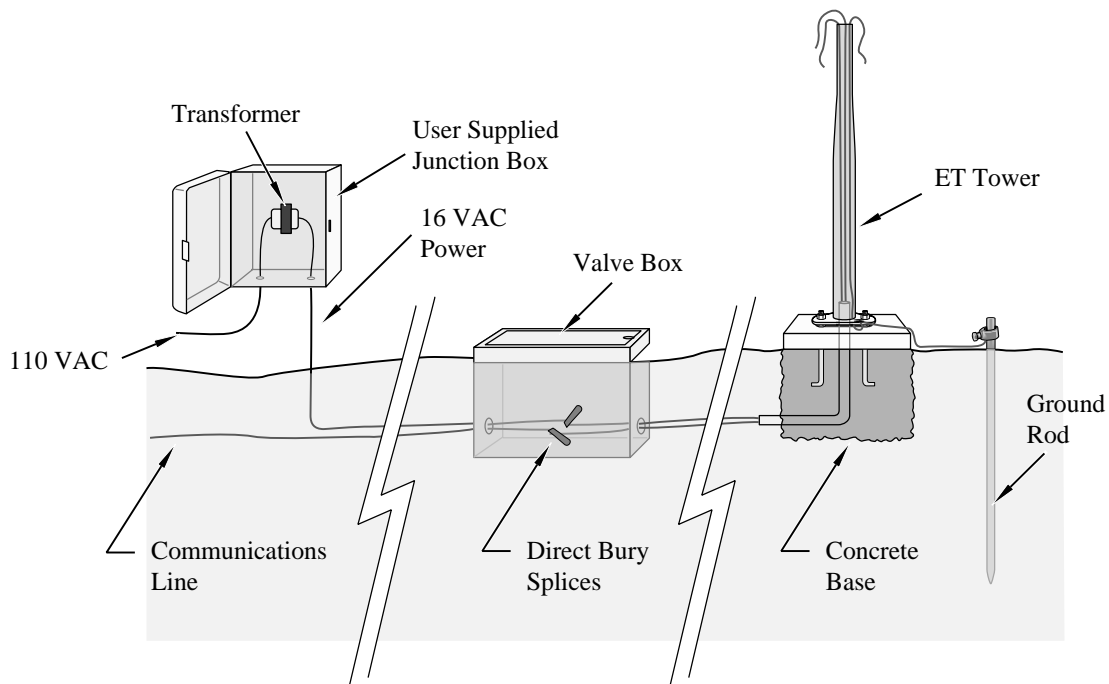 Transformer
User Supplied
Junction Box
ET Tower
16 VAC
Power
Valve Box
110 VAC
Ground
Rod
Communications
Line
Direct Bury
Splices
Concrete
Base